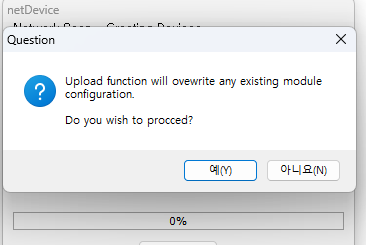 netDevice
Question
Upload function will ovewrite any existing module
configuration.
Do you wish to procced?
예(Y)
아니요(N)
0%